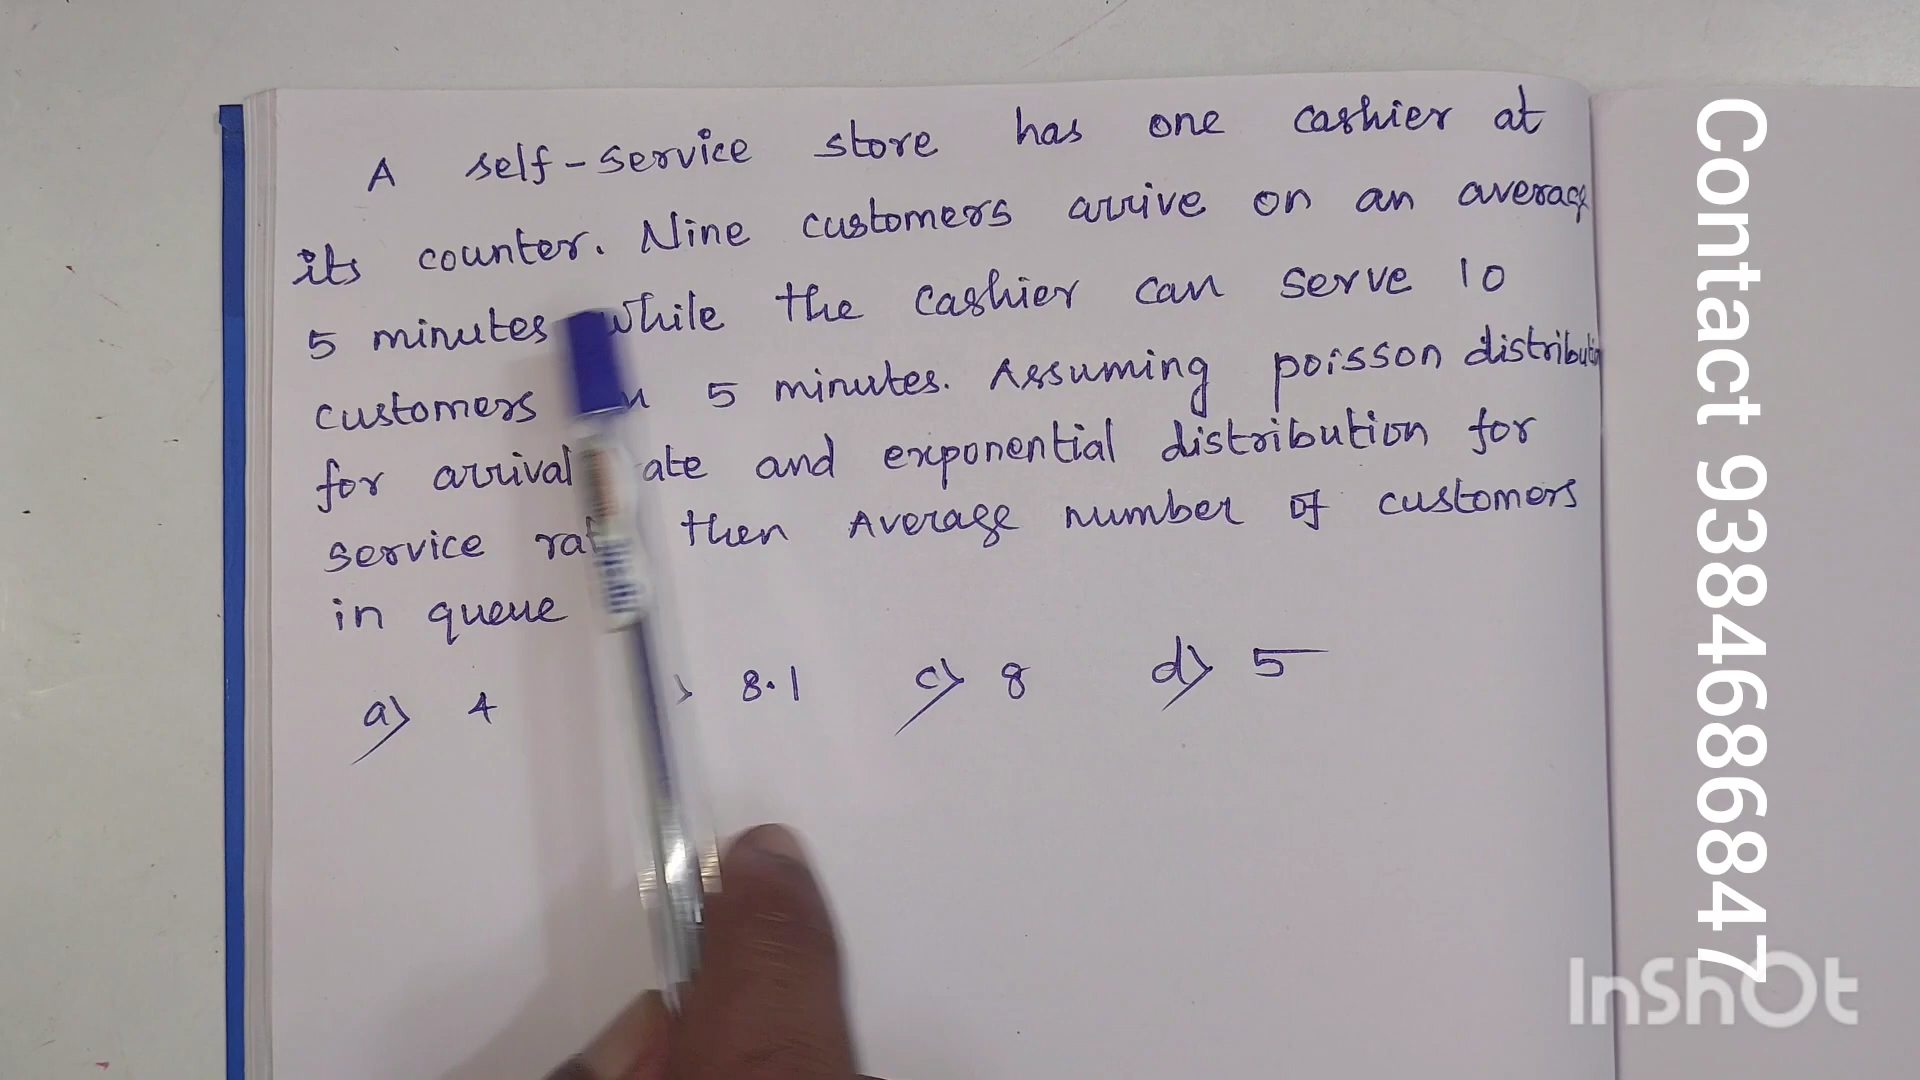 A self-service store has one cashier at
its counter. Nine customers arrive on an average
5 minutes while the cashier can serve 10
customers 5 minutes. Assuming poisson distribution
for arrival and exponential distribution for
service then Average number of customers
in queue
a) 4 8.1 c) 8 d) 5
Contact 9384686847
InShOt